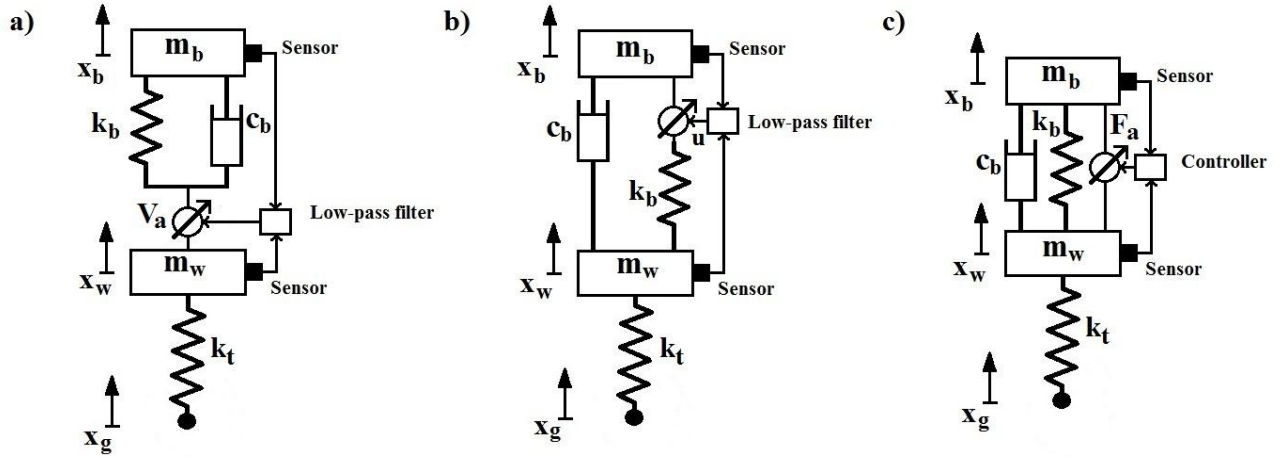 a)
m_b
Sensor
x_b
k_b
c_b
V_a
Low-pass filter
m_w
Sensor
x_w
k_t
x_g
b)
m_b
Sensor
x_b
c_b
u
Low-pass filter
k_b
m_w
Sensor
x_w
k_t
x_g
c)
m_b
Sensor
x_b
k_b
F_a
c_b
Controller
m_w
Sensor
x_w
k_t
x_g